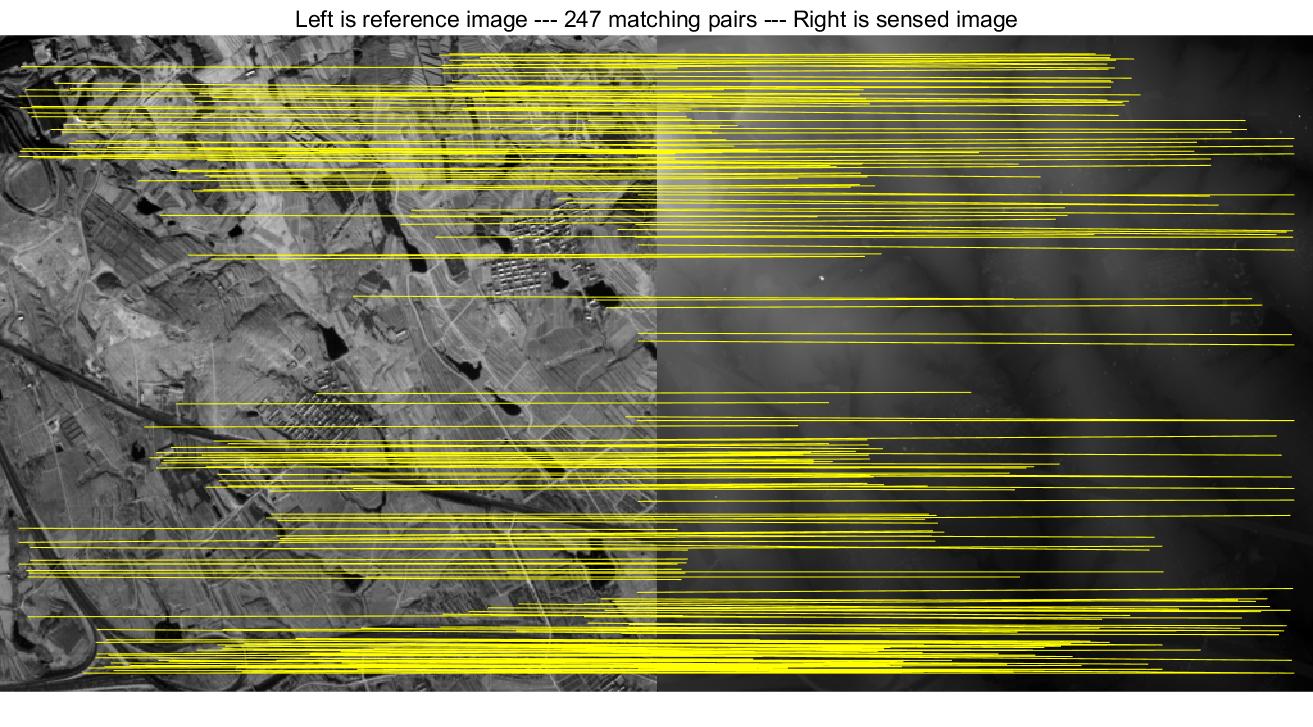 Left is reference image --- 247 matching pairs --- Right is sensed image